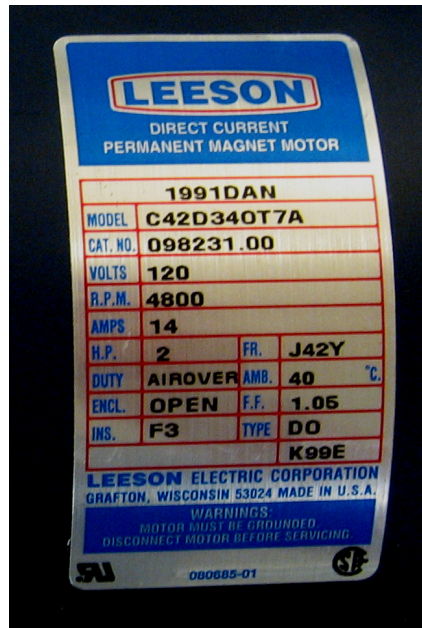 LEESON
DIRECT CURRENT
PERMANENT MAGNET MOTOR
1991DAN
MODEL C42D34OT7A
CAT. NO. 098231.00
VOLTS 120
R.P.M. 4800
AMPS 14
H.P. 2 FR. J42Y
DUTY AIROVER AMB. 40 °C.
ENCL. OPEN F.F. 1.05
INS. F3 TYPE DO
K99E
LEESON ELECTRIC CORPORATION
GRAFTON, WISCONSIN 53024 MADE IN U.S.A.
WARNINGS:
MOTOR MUST BE GROUNDED
DISCONNECT MOTOR BEFORE SERVICING.
080685-01